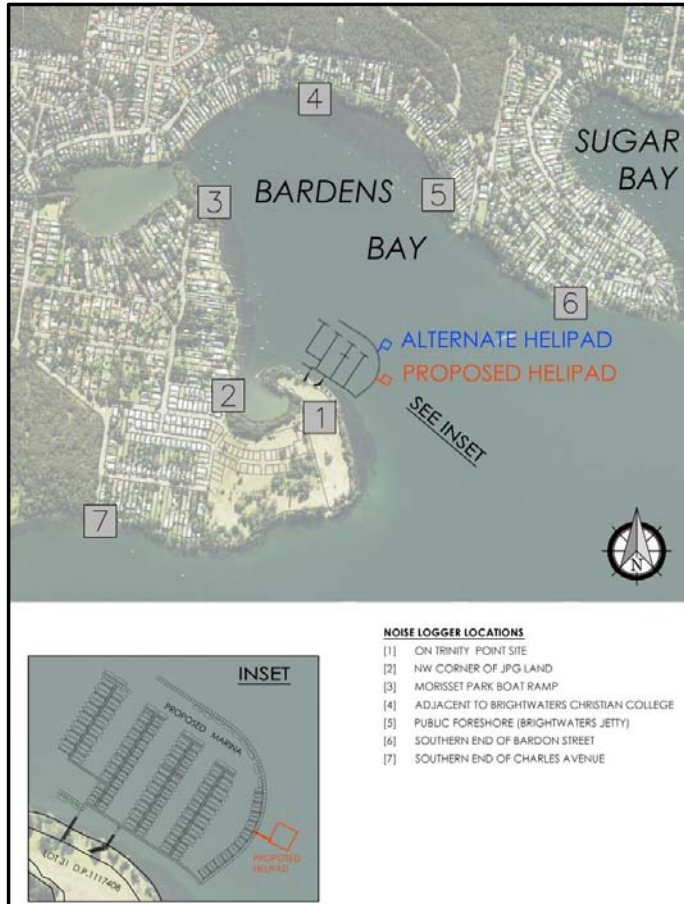 4
SUGAR
BAY
3
BARDENS
5
BAY
6
ALTERNATE HELIPAD
PROPOSED HELIPAD
2
1
SEE INSET
7
N
NOISE LOGGER LOCATIONS
[1] ON TRINITY POINT SITE
[2] NW CORNER OF JPG LAND
[3] MORISSET PARK BOAT RAMP
[4] ADJACENT TO BRIGHTWATERS CHRISTIAN COLLEGE
[5] PUBLIC FORESHORE (BRIGHTWATERS JETTY)
[6] SOUTHERN END OF BARDON STREET
[7] SOUTHERN END OF CHARLES AVENUE
INSET
PROPOSED MARINA
PROPOSED
HELIPAD
LOT 31 D.P.1117408